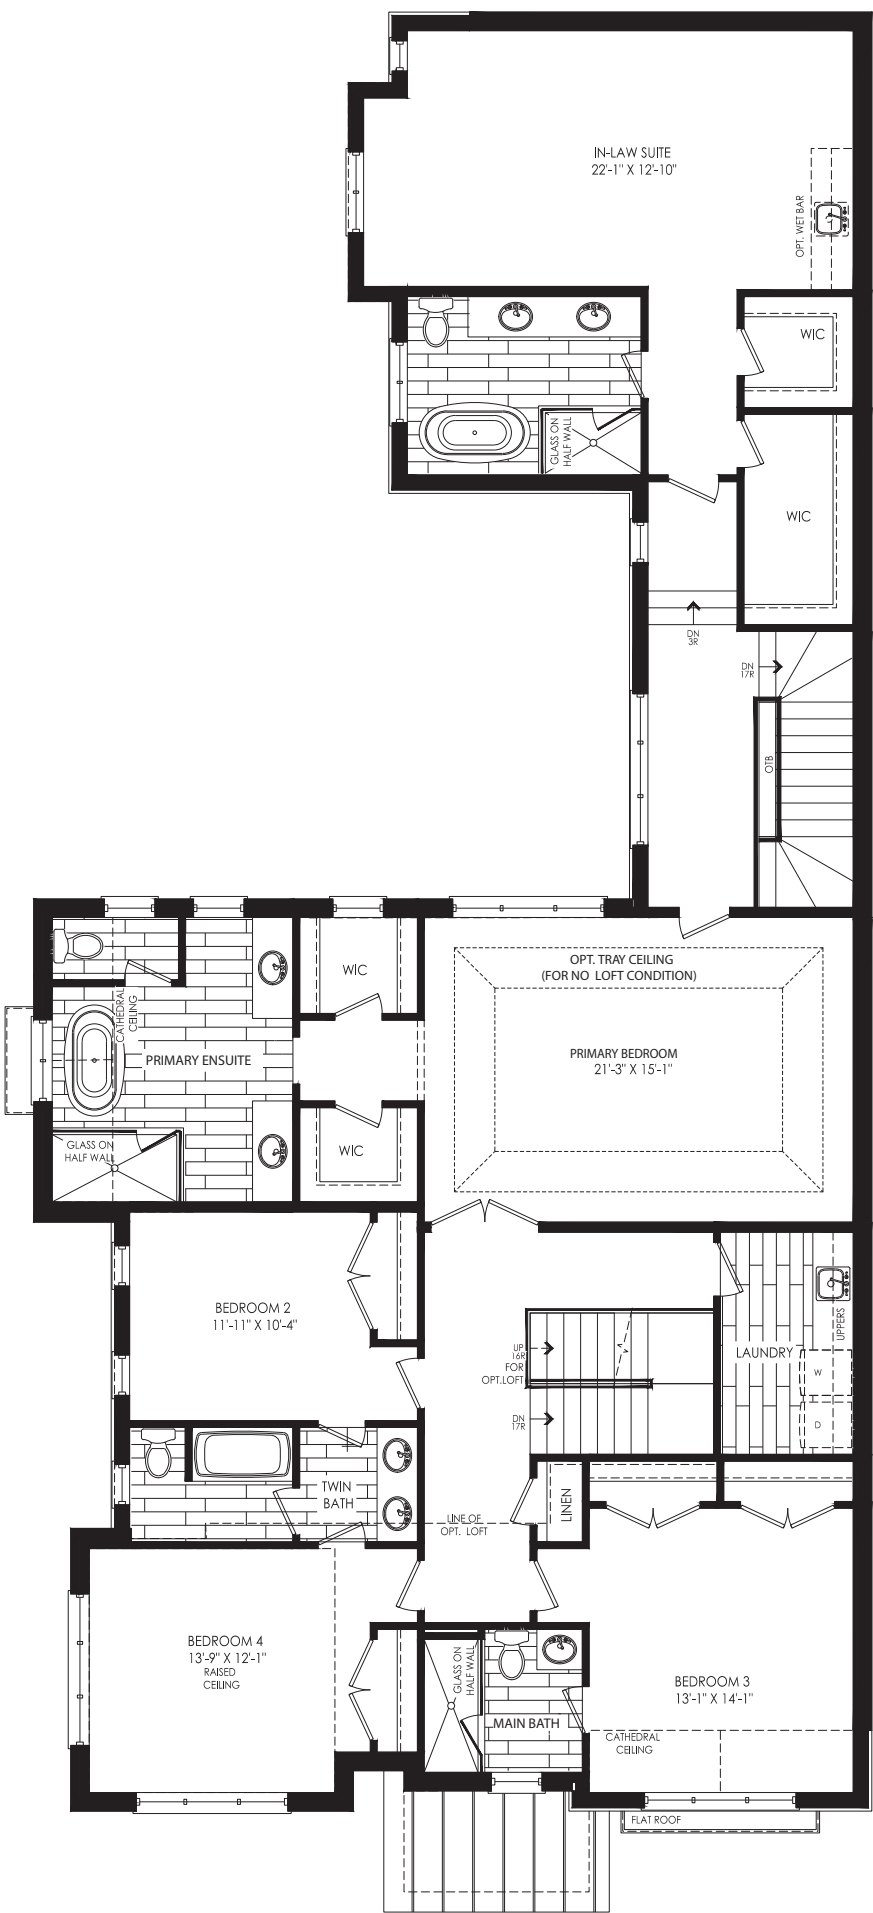 IN-LAW SUITE
22'-1" X 12'-10"
OPT. WET BAR
WIC
GLASS ON
HALF WALL
WIC
DN
3R
DN
17R
OTB
WIC
OPT. TRAY CEILING
(FOR NO LOFT CONDITION)
CATHEDRAL
CEILING
PRIMARY ENSUITE
PRIMARY BEDROOM
21'-3" X 15'-1"
GLASS ON
HALF WALL
WIC
BEDROOM 2
11'-11" X 10'-4"
UP
16R
FOR
OPT.LOFT
LAUNDRY
UPPERS
W
D
DN
17R
TWIN
BATH
LINEN
LINE OF
OPT. LOFT
BEDROOM 4
13'-9" X 12'-1"
RAISED
CEILING
GLASS ON
HALF WALL
MAIN BATH
BEDROOM 3
13'-1" X 14'-1"
CATHEDRAL
CEILING
FLAT ROOF